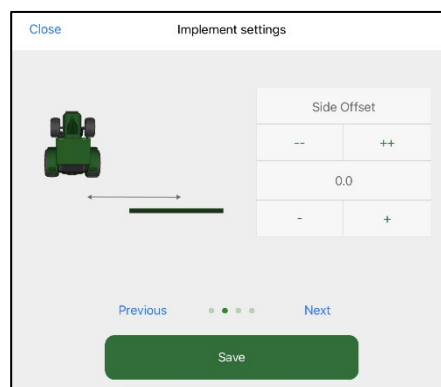 Close Implement settings
Side Offset
-- ++
0.0
- +
Previous Next
Save